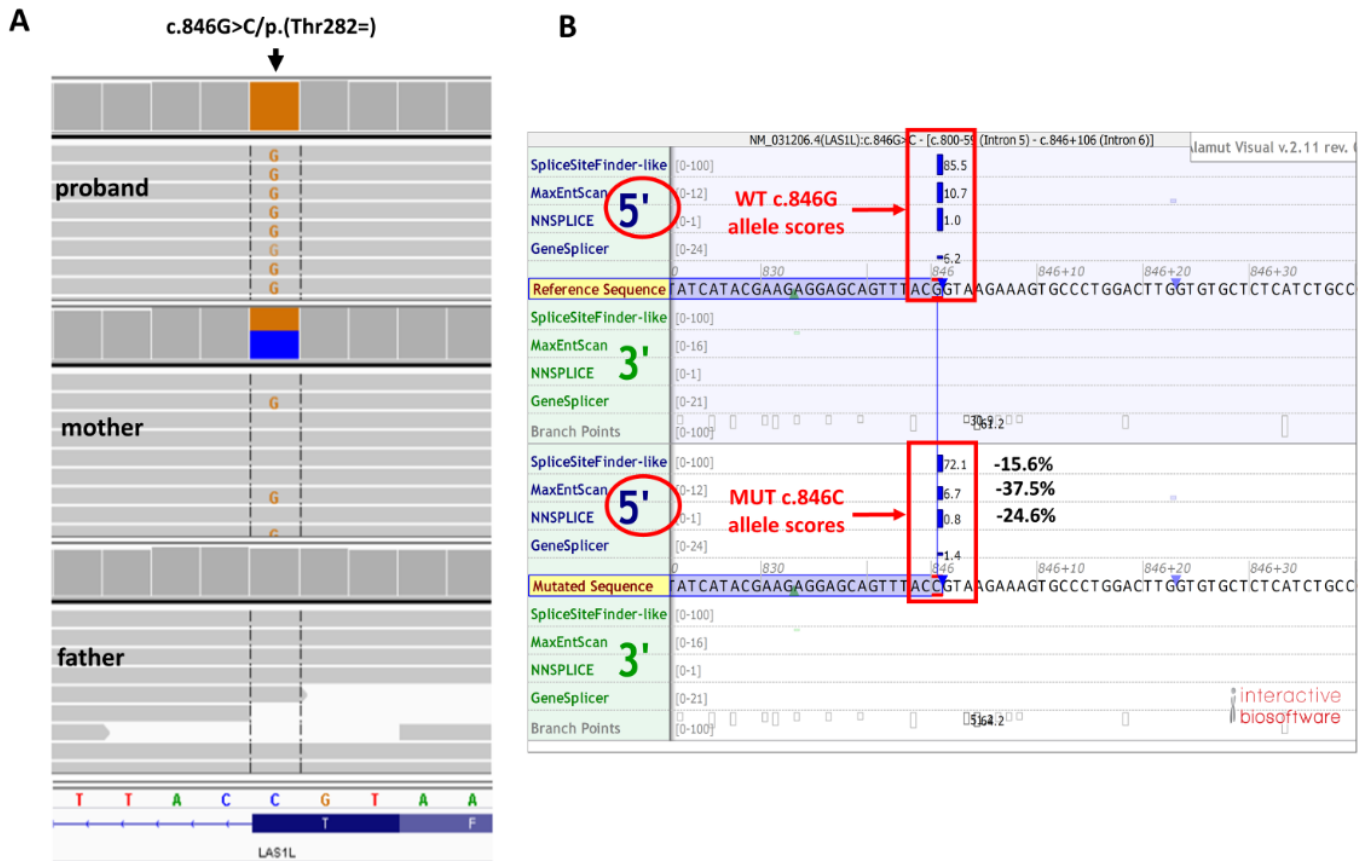 A
c.846G>C/p.(Thr282=)
B
proband
G
G
G
G
G
G
G
G
mother
G
G
G
father
T T A C C G T A A
T F
LAS1L
NM_031206.4(LAS1L):c.846G>C - [c.800-59 (Intron 5) - c.846+106 (Intron 6)]
lamut Visual v.2.11 rev.
SpliceSiteFinder-like [0-100] 85.5
MaxEntScan [0-12] 10.7
NNSPLICE [0-1] 1.0
GeneSplicer [0-24] 5.2
5'
WT c.846G
allele scores
0 830 846 846+10 846+20 846+30
Reference Sequence TATCATACGAAGAGGAGCAGTTTACGGTAAGAAAGTGCCCTGGACTTGGTGTGCTCTCATCTGCC
SpliceSiteFinder-like [0-100]
MaxEntScan [0-16]
NNSPLICE [0-1]
GeneSplicer [0-21]
3'
Branch Points [0-100] 61.2
SpliceSiteFinder-like [0-100] 72.1 -15.6%
MaxEntScan [0-12] 6.7 -37.5%
NNSPLICE [0-1] 0.8 -24.6%
GeneSplicer [0-24] 1.4
5'
MUT c.846C
allele scores
0 830 846 846+10 846+20 846+30
Mutated Sequence TATCATACGAAGAGGAGCAGTTTACCGTAAGAAAGTGCCCTGGACTTGGTGTGCTCTCATCTGCC
SpliceSiteFinder-like [0-100]
MaxEntScan [0-16]
NNSPLICE [0-1]
GeneSplicer [0-21]
3'
Branch Points [0-100]
interactive
biosoftware